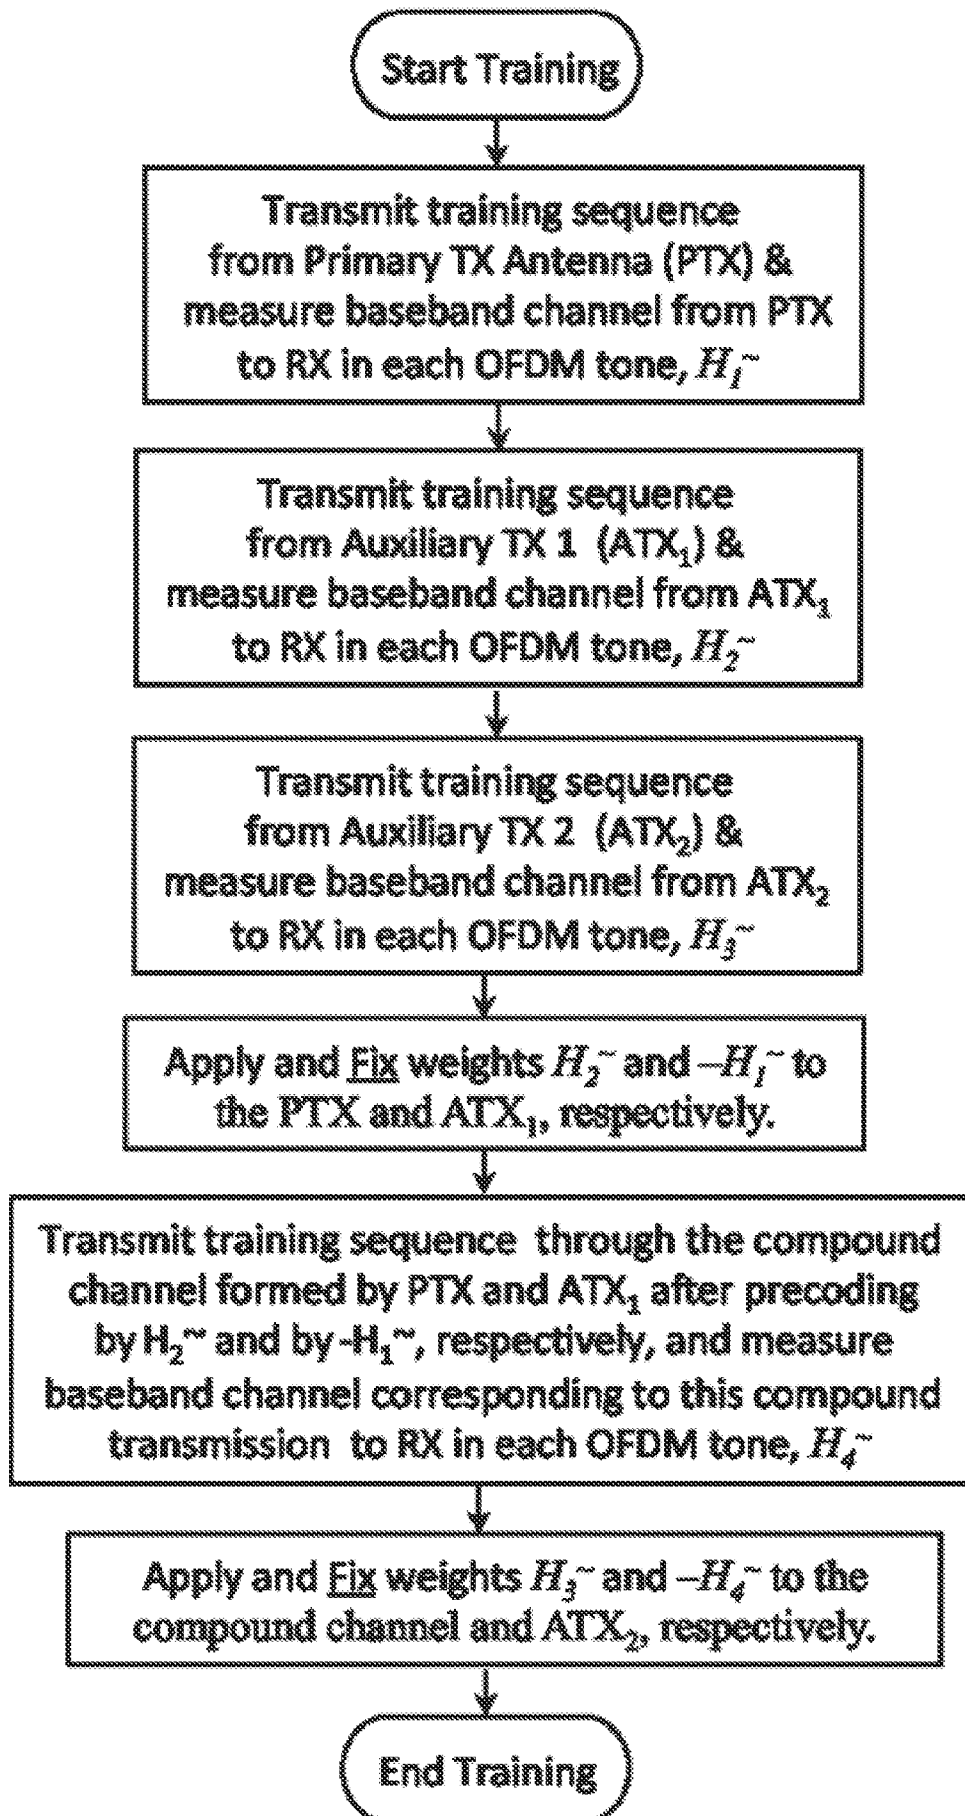 Start Training
Transmit training sequence
from Primary TX Antenna (PTX) &
measure baseband channel from PTX
to RX in each OFDM tone, H₁~
Transmit training sequence
from Auxiliary TX 1 (ATX₁) &
measure baseband channel from ATX₁
to RX in each OFDM tone, H₂~
Transmit training sequence
from Auxiliary TX 2 (ATX₂) &
measure baseband channel from ATX₂
to RX in each OFDM tone, H₃~
Apply and Fix weights H₂~ and –H₁~ to
the PTX and ATX₁, respectively.
Transmit training sequence through the compound
channel formed by PTX and ATX₁ after precoding
by H₂~ and by -H₁~, respectively, and measure
baseband channel corresponding to this compound
transmission to RX in each OFDM tone, H₄~
Apply and Fix weights H₃~ and –H₄~ to the
compound channel and ATX₂, respectively.
End Training